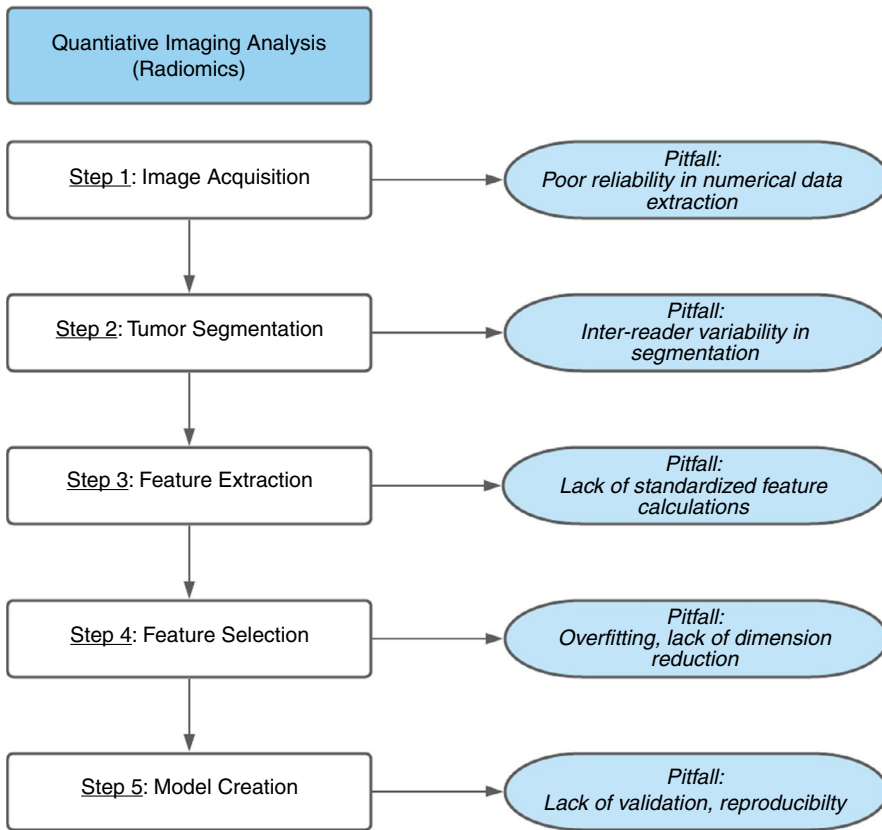 Quantiative Imaging Analysis
(Radiomics)
Step 1: Image Acquisition
Pitfall:
Poor reliability in numerical data
extraction
Step 2: Tumor Segmentation
Pitfall:
Inter-reader variability in
segmentation
Step 3: Feature Extraction
Pitfall:
Lack of standardized feature
calculations
Step 4: Feature Selection
Pitfall:
Overfitting, lack of dimension
reduction
Step 5: Model Creation
Pitfall:
Lack of validation, reproducibilty